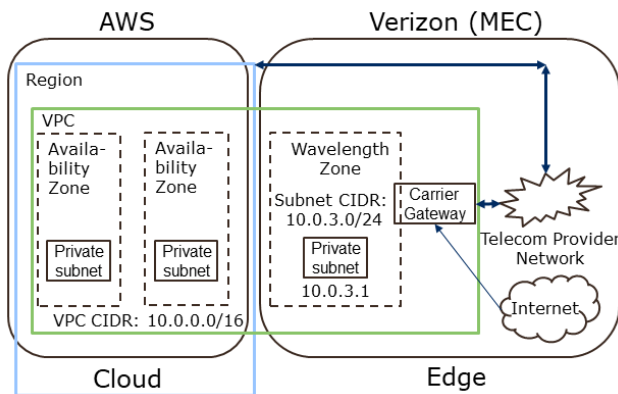 AWS
Verizon (MEC)
Region
VPC
Availa-
bility
Zone
Availa-
bility
Zone
Wavelength
Zone
Subnet CIDR:
10.0.3.0/24
Carrier
Gateway
Private
subnet
Private
subnet
Private
subnet
10.0.3.1
Telecom Provider
Network
Internet
VPC CIDR: 10.0.0.0/16
Cloud
Edge